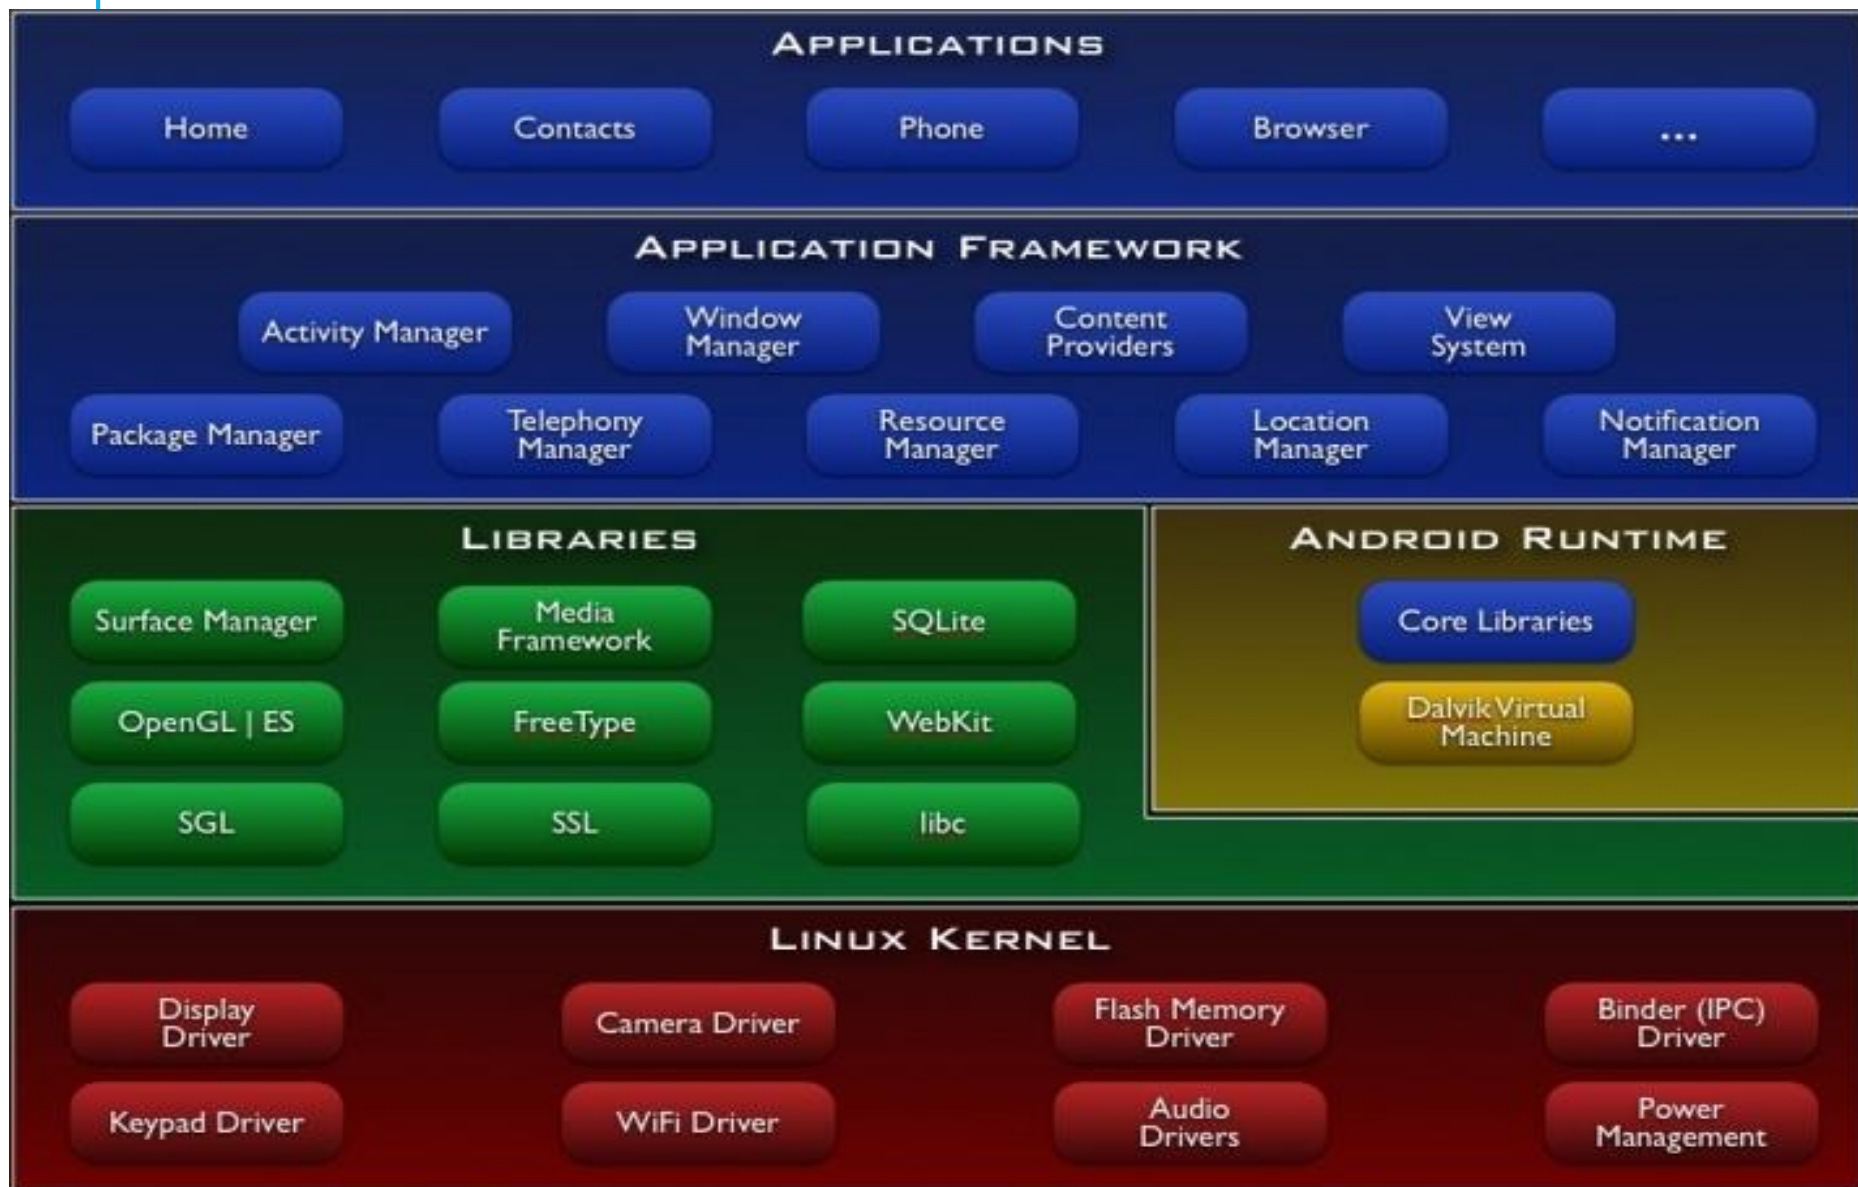 APPLICATIONS
Home
Contacts
Phone
Browser
...
APPLICATION FRAMEWORK
Activity Manager
Window
Manager
Content
Providers
View
System
Package Manager
Telephony
Manager
Resource
Manager
Location
Manager
Notification
Manager
LIBRARIES
Surface Manager
Media
Framework
SQLite
OpenGL | ES
FreeType
WebKit
SGL
SSL
libc
ANDROID RUNTIME
Core Libraries
Dalvik Virtual
Machine
LINUX KERNEL
Display
Driver
Camera Driver
Flash Memory
Driver
Binder (IPC)
Driver
Keypad Driver
WiFi Driver
Audio
Drivers
Power
Management